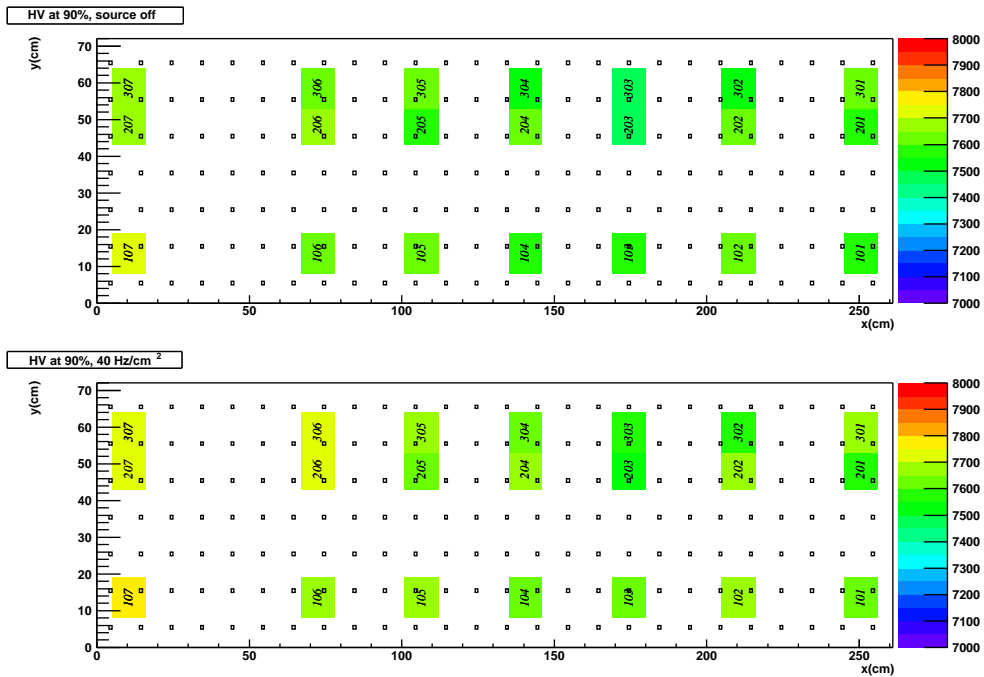 HV at 90%, source off
y(cm)
70
60
50
40
30
20
10
0
307 306 305 304 303 302 301
207 206 205 204 203 202 201
107 106 105 104 103 102 101
0 50 100 150 200 250
x(cm)
8000
7900
7800
7700
7600
7500
7400
7300
7200
7100
7000
HV at 90%, 40 Hz/cm 2
y(cm)
70
60
50
40
30
20
10
0
307 306 305 304 303 302 301
207 206 205 204 203 202 201
107 106 105 104 103 102 101
0 50 100 150 200 250
x(cm)
8000
7900
7800
7700
7600
7500
7400
7300
7200
7100
7000